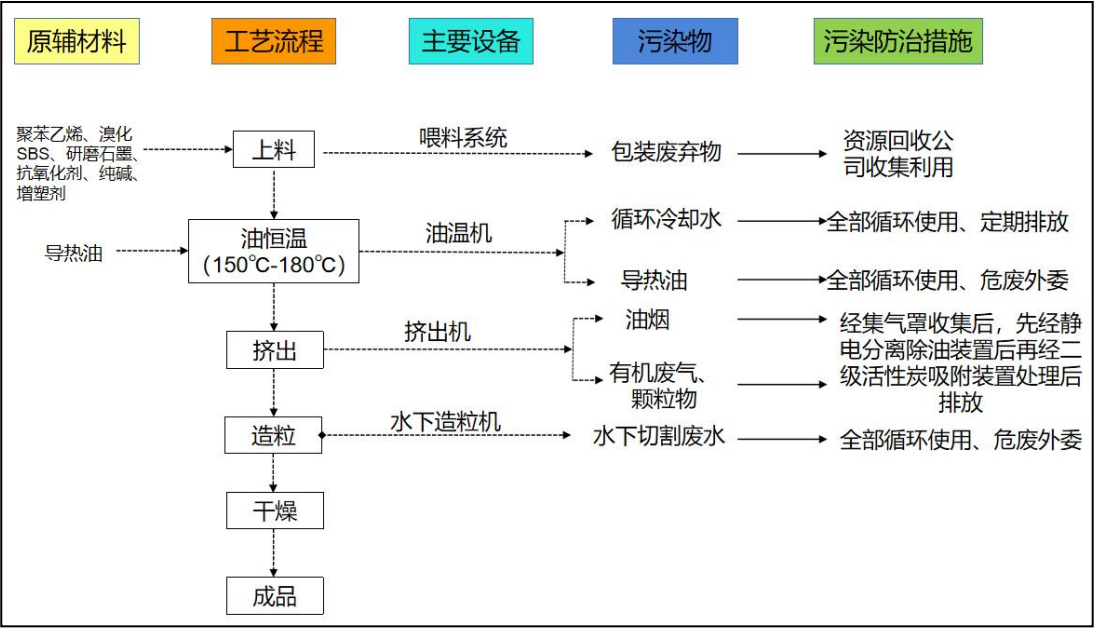 原辅材料
工艺流程
主要设备
污染物
污染防治措施
聚苯乙烯、溴化
SBS、研磨石墨、
抗氧化剂、纯碱、
增塑剂
上料
喂料系统
包装废弃物
资源回收公
司收集利用
导热油
油恒温
（150℃-180℃）
油温机
循环冷却水
全部循环使用、定期排放
导热油
全部循环使用、危废外委
挤出
挤出机
油烟
有机废气、
颗粒物
经集气罩收集后，先经静
电分离除油装置后再经二
级活性炭吸附装置处理后
排放
造粒
水下造粒机
水下切割废水
全部循环使用、危废外委
干燥
成品